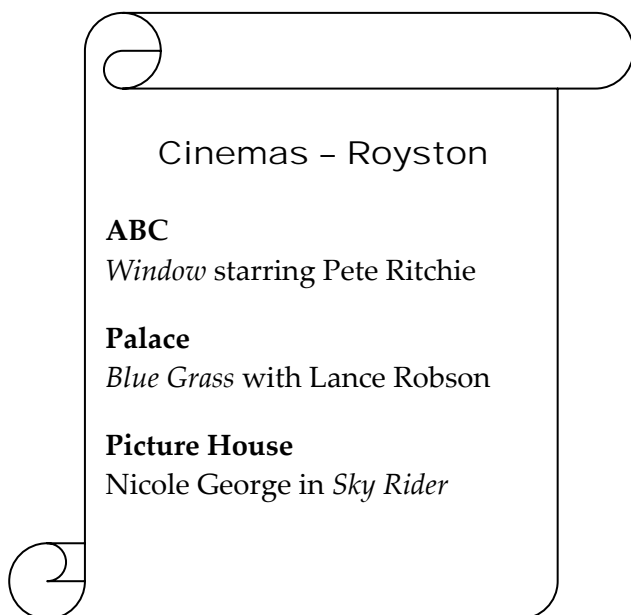 Cinemas – Royston
ABC
Window starring Pete Ritchie
Palace
Blue Grass with Lance Robson
Picture House
Nicole George in Sky Rider